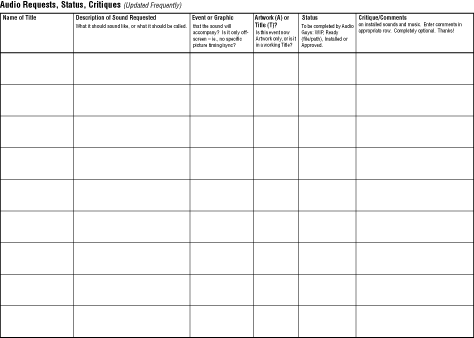 Audio Requests, Status, Critiques (Updated Frequently)
Name of Title
Description of Sound Requested
What it should sound like, or what it should be called.
Event or Graphic
that the sound will
accompany? Is it only off-
screen – ie., no specific
picture timing/sync?
Artwork (A) or
Title (T)?
Is this event now
Artwork only, or is it
in a working Title?
Status
To be completed by Audio
Guys: WIP, Ready
(file/path), Installed or
Approved.
Critique/Comments
on installed sounds and music. Enter comments in
appropriate row. Completely optional. Thanks!